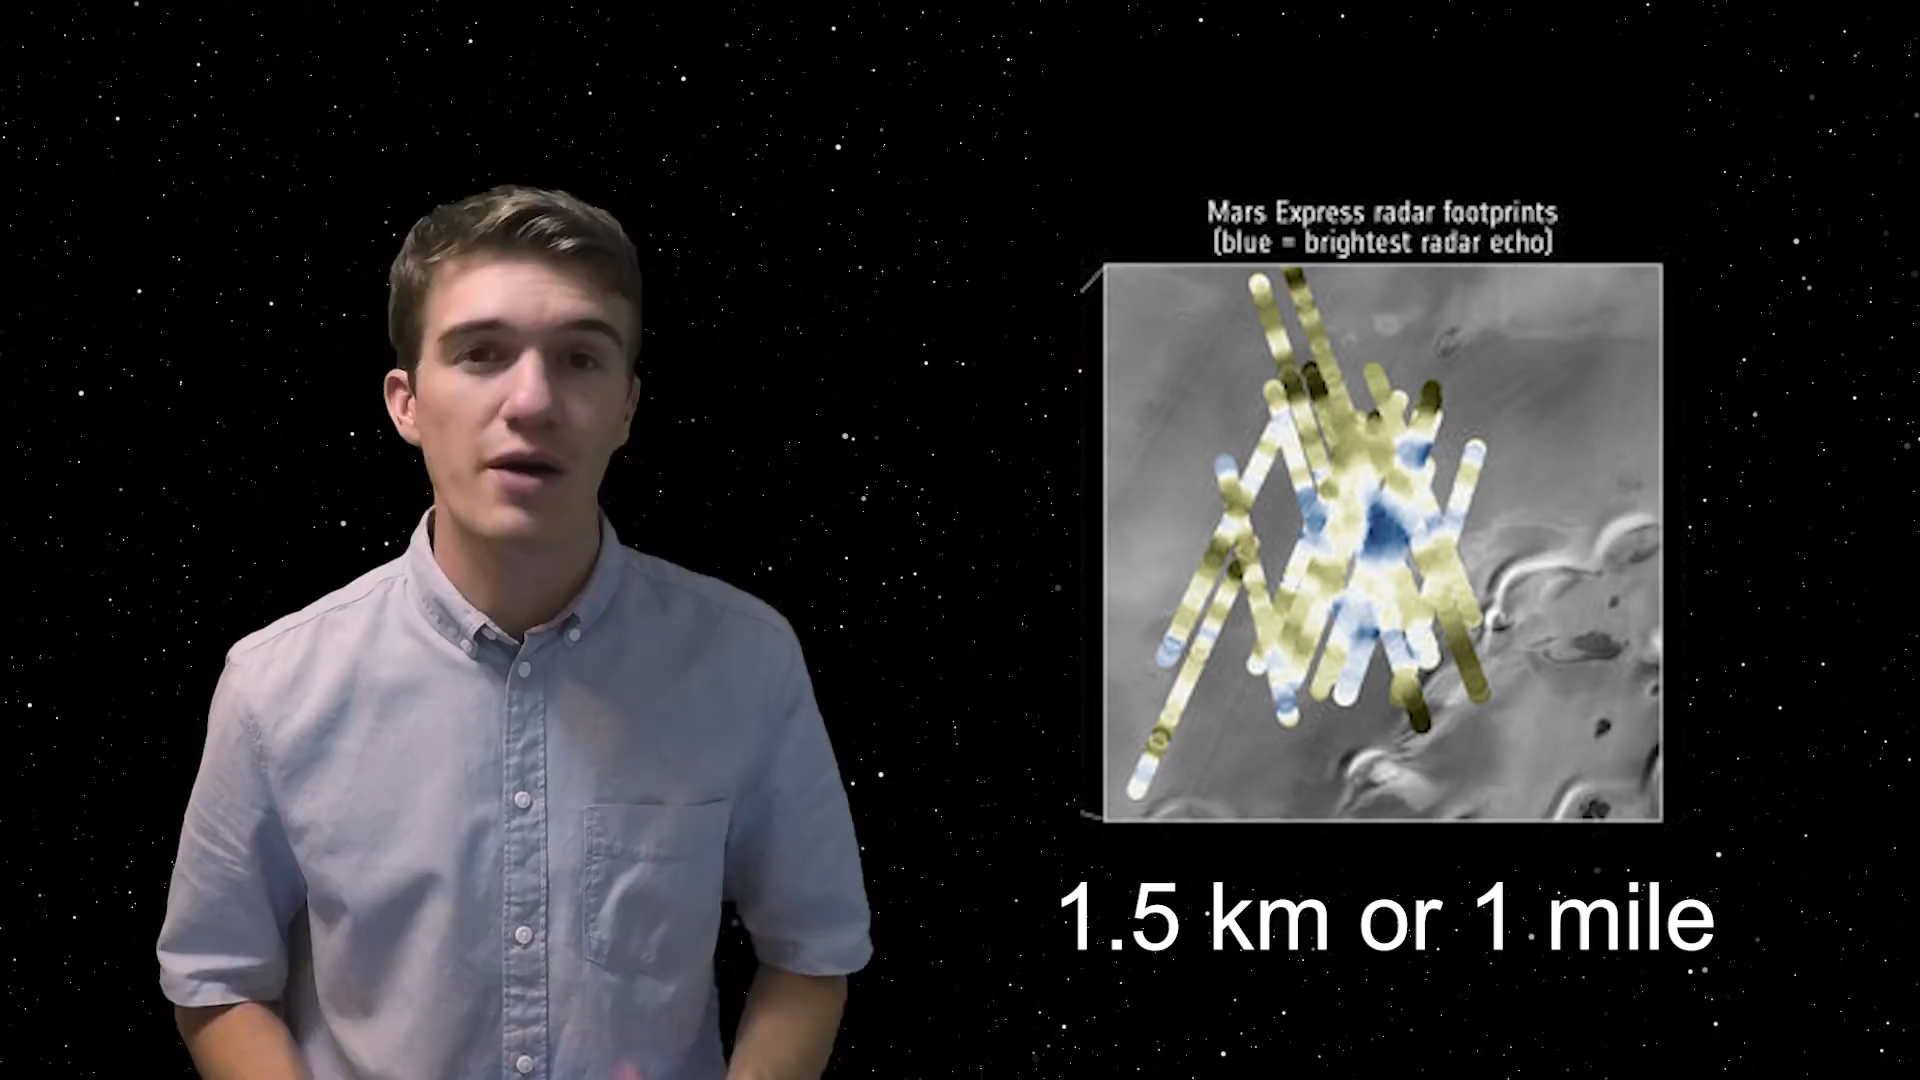 Mars Express radar footprints
(blue = brightest radar echo)
1.5 km or 1 mile